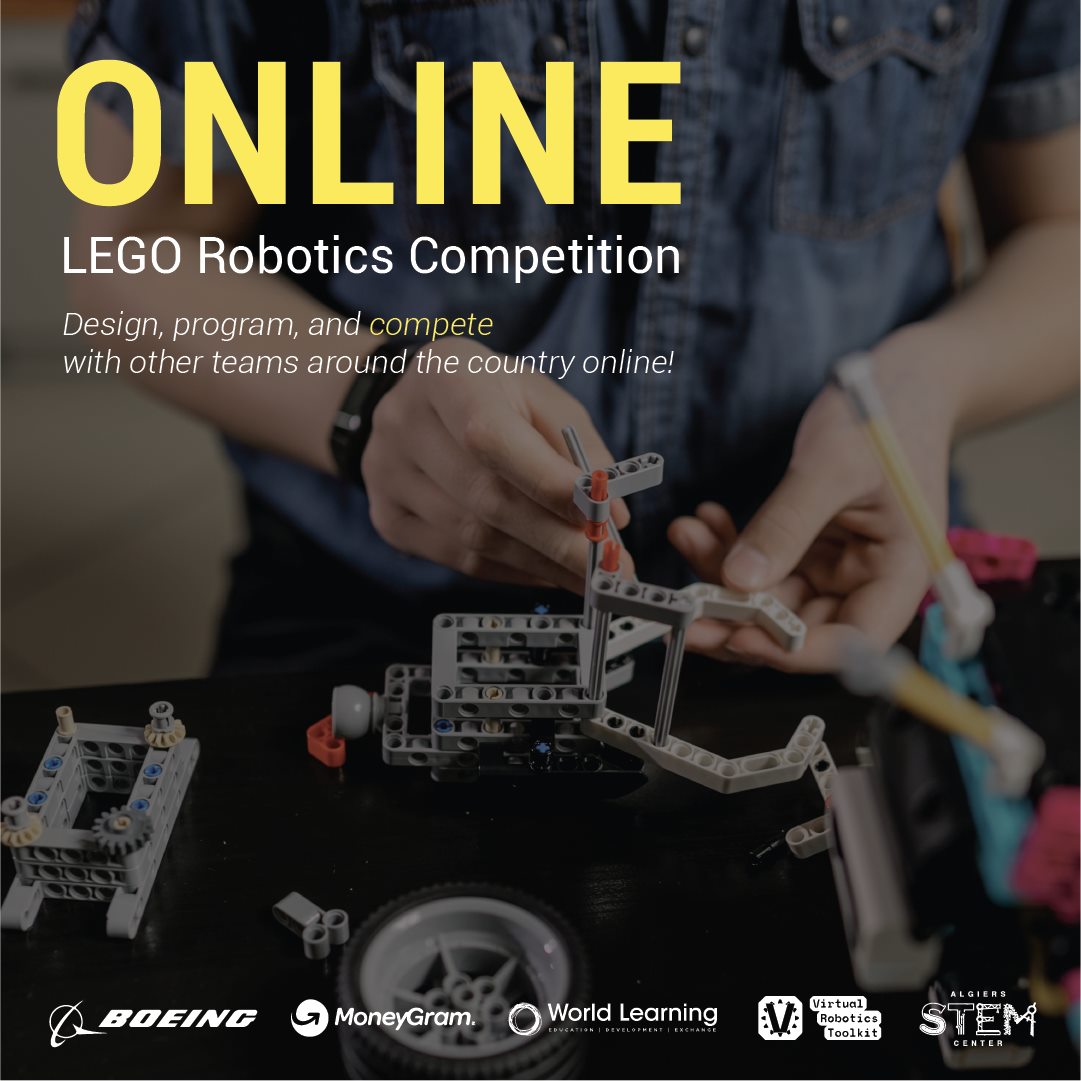 ONLINE
LEGO Robotics Competition
Design, program, and compete
with other teams around the country online!
BOEING
MoneyGram.
World Learning
EDUCATION | DEVELOPMENT | EXCHANGE
V
Virtual
Robotics
Toolkit
ALGIERS
STEM
CENTER